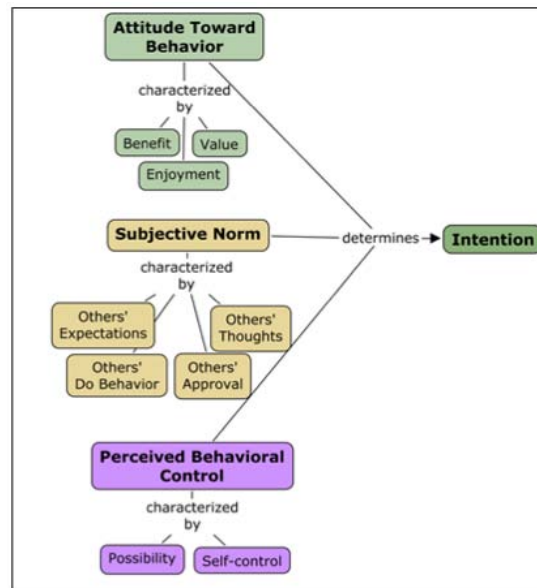 Attitude Toward
Behavior
characterized
by
Benefit
Value
Enjoyment
Subjective Norm
determines
Intention
characterized
by
Others'
Expectations
Others'
Thoughts
Others'
Do Behavior
Others'
Approval
Perceived Behavioral
Control
characterized
by
Possibility
Self-control